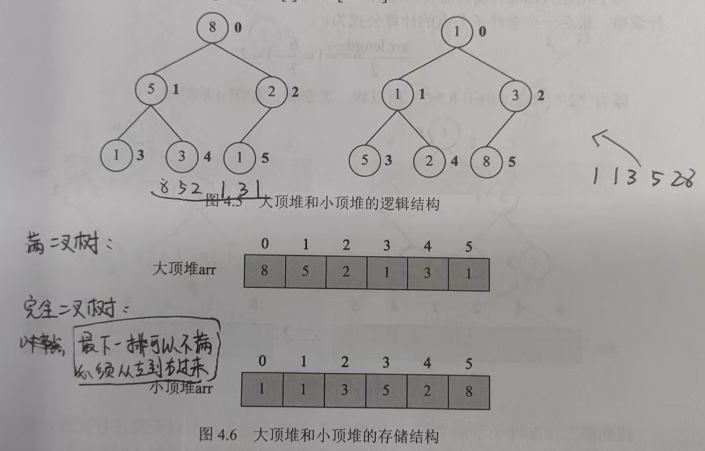 8 0 1 0
5 1 2 2 1 1 3 2
1 3 3 4 1 5 5 3 2 4 8 5
8 5 2 1 3 1
1 1 3 5 2 8
图 4.5 大顶堆和小顶堆的逻辑结构
满二叉树：
0 1 2 3 4 5
大顶堆arr 8 5 2 1 3 1
完全二叉树：
最下一排可以不满
必须从左到右过来
0 1 2 3 4 5
小顶堆arr 1 1 3 5 2 8
图 4.6 大顶堆和小顶堆的存储结构